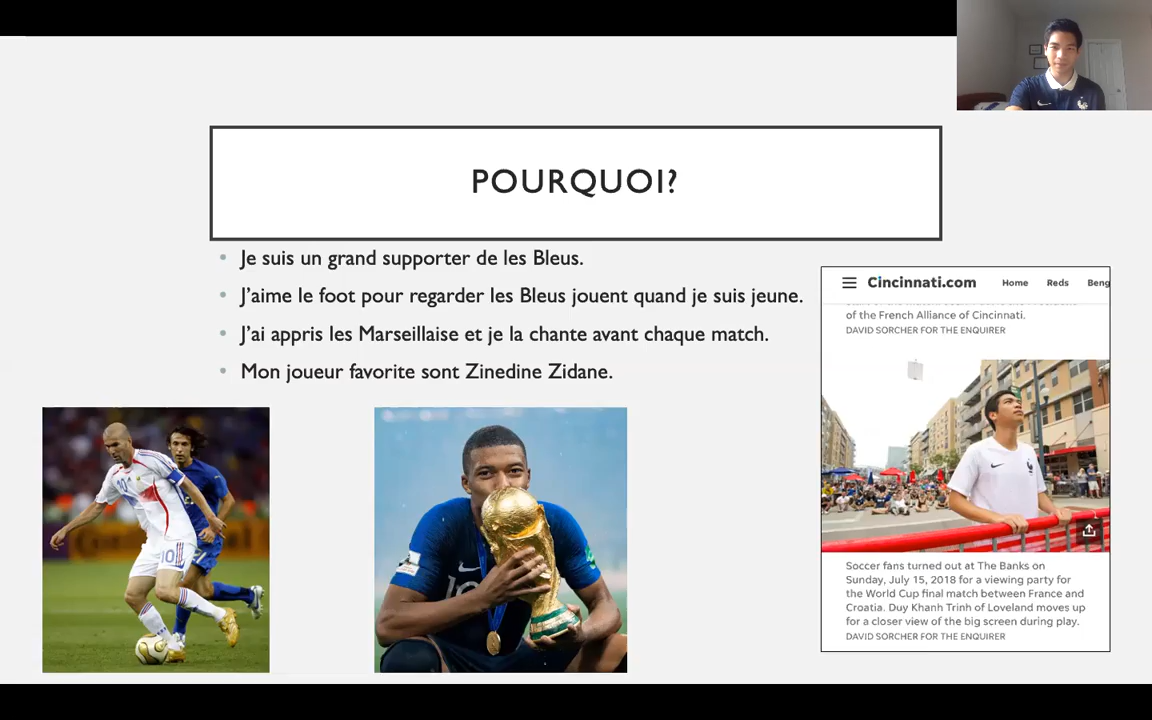 POURQUOI?
Je suis un grand supporter de les Bleus.
J'aime le foot pour regarder les Bleus jouent quand je suis jeune.
J'ai appris les Marseillaise et je la chante avant chaque match.
Mon joueur favorite sont Zinedine Zidane.
Cincinnati.com Home Reds Beng
of the French Alliance of Cincinnati.
DAVID SORCHER FOR THE ENQUIRER
Soccer fans turned out at The Banks on
Sunday, July 15, 2018 for a viewing party for
the World Cup final match between France and
Croatia. Duy Khanh Trinh of Loveland moves up
for a closer view of the big screen during play.
DAVID SORCHER FOR THE ENQUIRER
10
10